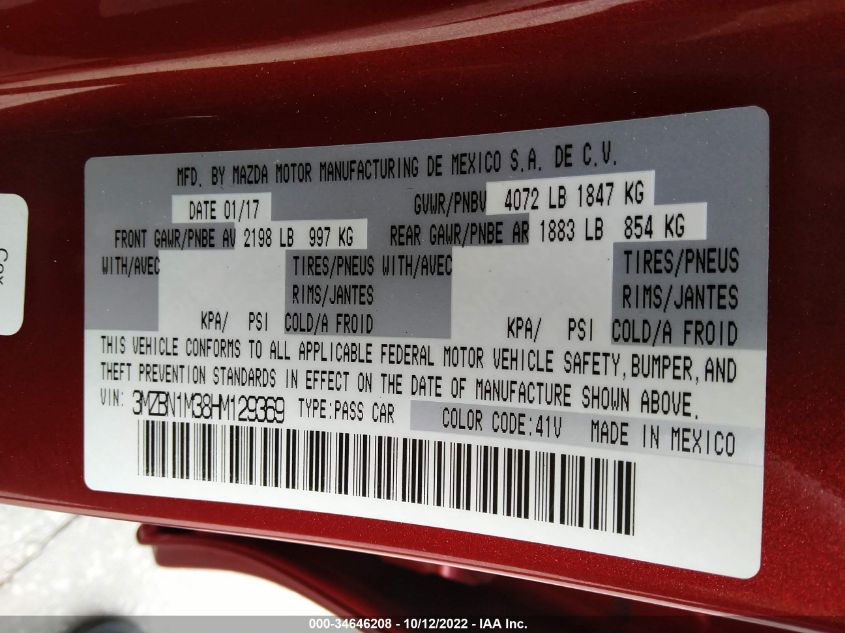 MFD. BY MAZDA MOTOR MANUFACTURING DE MEXICO S.A. DE C.V.
DATE 01/17 GVWR/PNBV 4072 LB 1847 KG
FRONT GAWR/PNBE AV 2198 LB 997 KG REAR GAWR/PNBE AR 1883 LB 854 KG
WITH/AVEC TIRES/PNEUS WITH/AVEC TIRES/PNEUS
RIMS/JANTES RIMS/JANTES
KPA/ PSI COLD/A FROID KPA/ PSI COLD/A FROID
THIS VEHICLE CONFORMS TO ALL APPLICABLE FEDERAL MOTOR VEHICLE SAFETY, BUMPER, AND
THEFT PREVENTION STANDARDS IN EFFECT ON THE DATE OF MANUFACTURE SHOWN ABOVE.
VIN: 3MZBN1M38HM129369 TYPE:PASS CAR COLOR CODE:41V MADE IN MEXICO
Cox
000-34646208 - 10/12/2022 - IAA Inc.